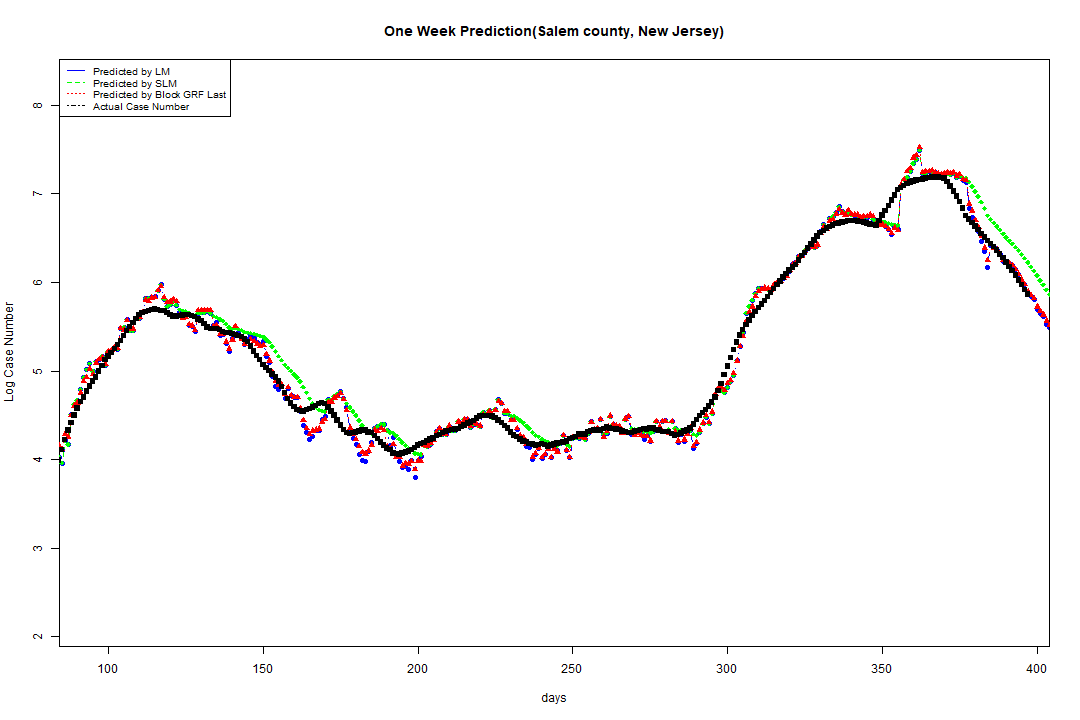 One Week Prediction(Salem county, New Jersey)
Predicted by LM
Predicted by SLM
Predicted by Block GRF Last
Actual Case Number
8
7
6
5
4
3
2
Log Case Number
100 150 200 250 300 350 400
days